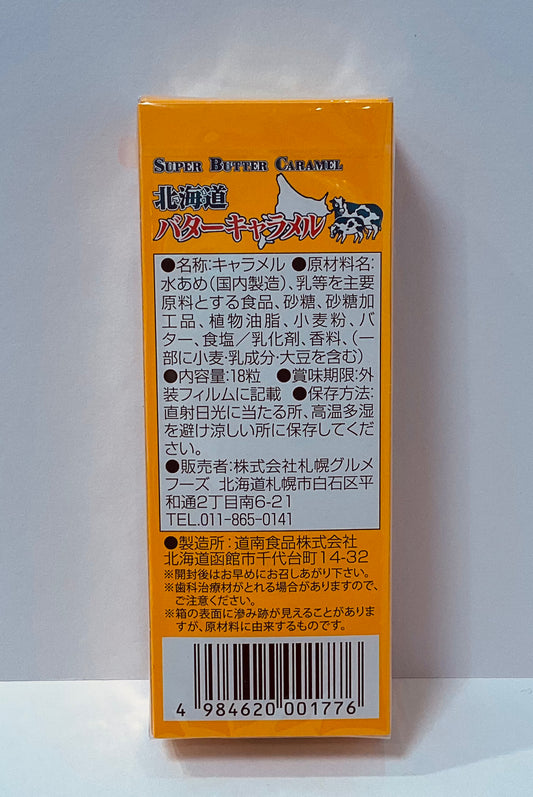 SUPER BUTTER CARAMEL
北海道
バターキャラメル
●名称:キャラメル ●原材料名:
水あめ(国内製造)、乳等を主要
原料とする食品、砂糖、砂糖加
工品、植物油脂、小麦粉、バ
ター、食塩/乳化剤、香料、(一
部に小麦・乳成分・大豆を含む)
●内容量:18粒 ●賞味期限:外
装フィルムに記載 ●保存方法:
直射日光に当たる所、高温多湿
を避け涼しい所に保存してくだ
さい。
●販売者:株式会社札幌グルメ
フーズ 北海道札幌市白石区平
和通2丁目南6-21
TEL.011-865-0141
●製造所:道南食品株式会社
北海道函館市千代台町14-32
※開封後はお早めにお召しあがり下さい。
※歯科治療材がとれる場合がありますので、
ご注意ください。
※箱の表面に滲み跡が見えることがありま
すが、原材料に由来するものです。
4 984620 001776